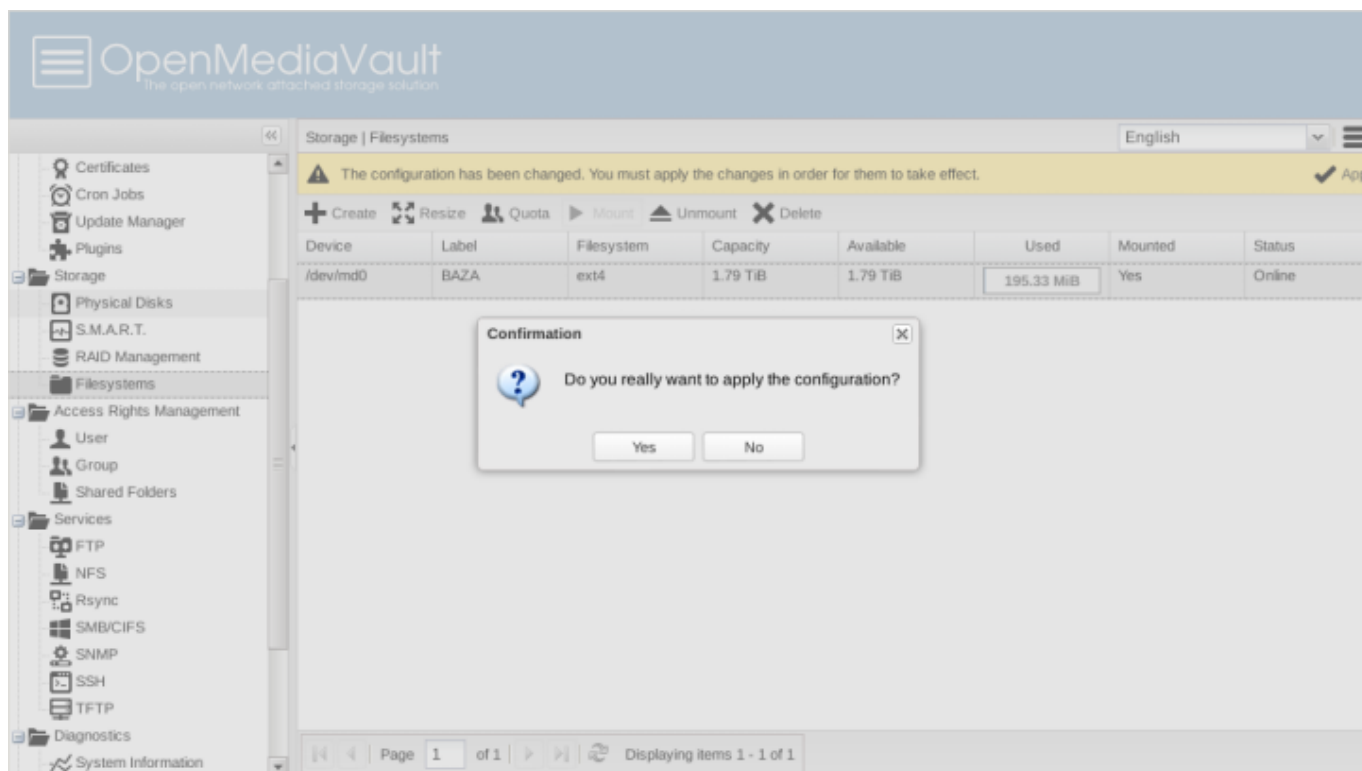 OpenMediaVault
The open network attached storage solution
Storage | Filesystems
English
Certificates
Cron Jobs
Update Manager
Plugins
Storage
Physical Disks
S.M.A.R.T.
RAID Management
Filesystems
Access Rights Management
User
Group
Shared Folders
Services
FTP
NFS
Rsync
SMB/CIFS
SNMP
SSH
TFTP
Diagnostics
System Information
The configuration has been changed. You must apply the changes in order for them to take effect.
App
Create Resize Quota Mount Unmount Delete
Device Label Filesystem Capacity Available Used Mounted Status
/dev/md0 BAZA ext4 1.79 TiB 1.79 TiB 195.33 MiB Yes Online
Confirmation
Do you really want to apply the configuration?
Yes No
Page 1 of 1 Displaying items 1 - 1 of 1